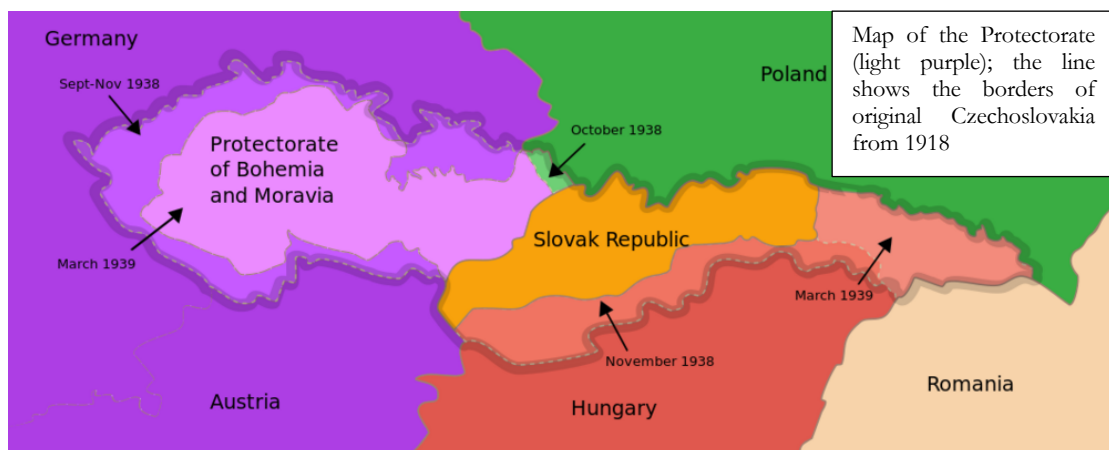 Germany
Sept-Nov 1938
Protectorate
of Bohemia
and Moravia
March 1939
Austria
October 1938
Poland
Slovak Republic
March 1939
November 1938
Hungary
Romania
Map of the Protectorate
(light purple); the line
shows the borders of
original Czechoslovakia
from 1918